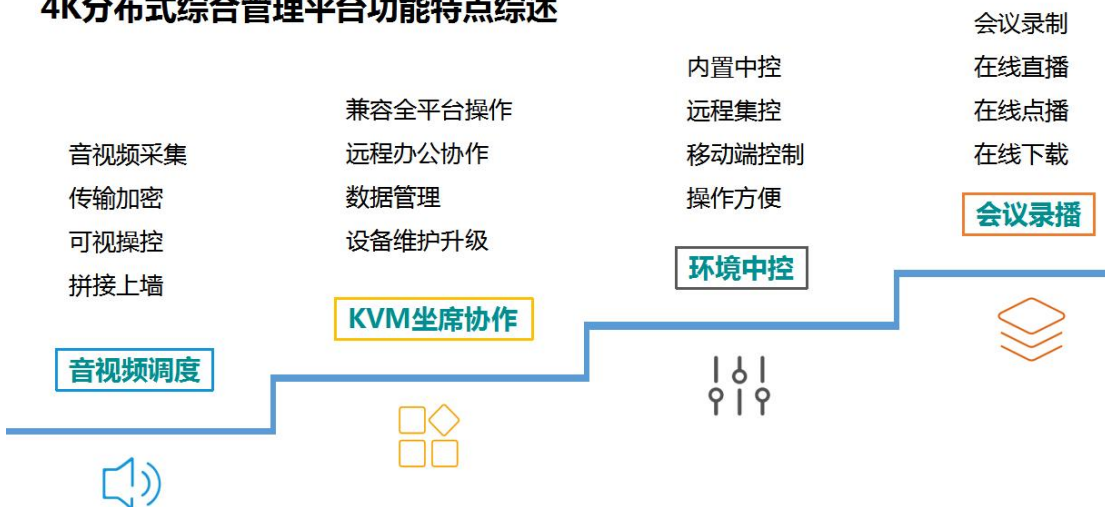 4K分布式综合管理平台功能特点综述
音视频采集
传输加密
可视操控
拼接上墙
音视频调度
兼容全平台操作
远程办公协作
数据管理
设备维护升级
KVM坐席协作
内置中控
远程集控
移动端控制
操作方便
环境中控
会议录制
在线直播
在线点播
在线下载
会议录播